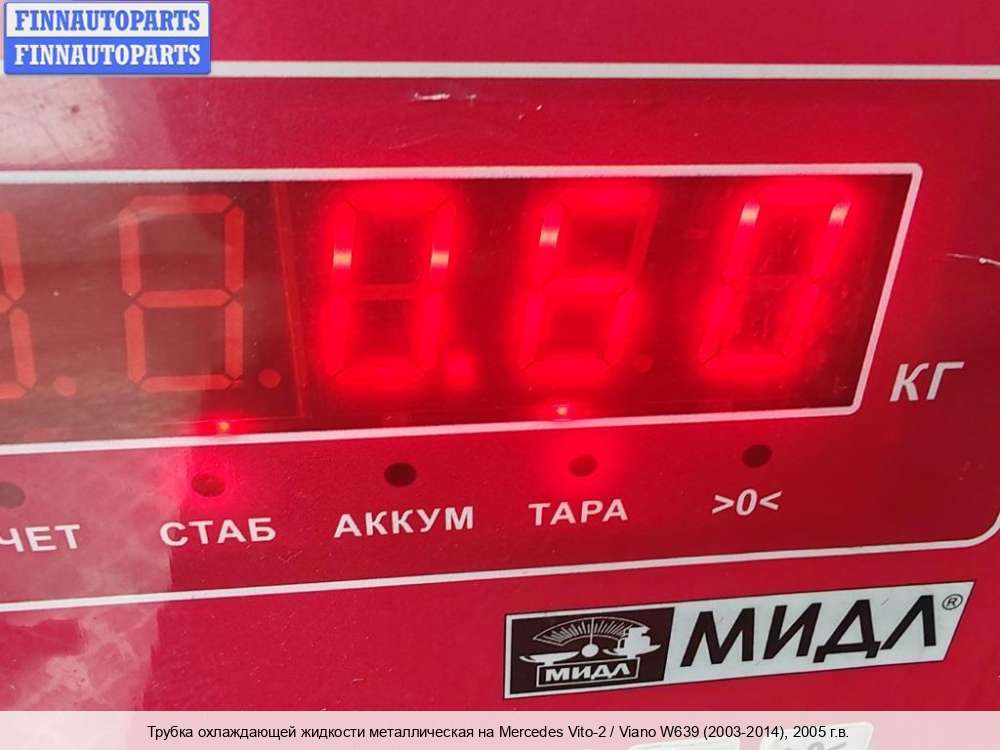 FINNAUTOPARTS
FINNAUTOPARTS
0.60
КГ
ЧЕТ СТАБ АККУМ ТАРА >0<
МИДЛ МИДЛ®
Трубка охлаждающей жидкости металлическая на Mercedes Vito-2 / Viano W639 (2003-2014), 2005 г.в.